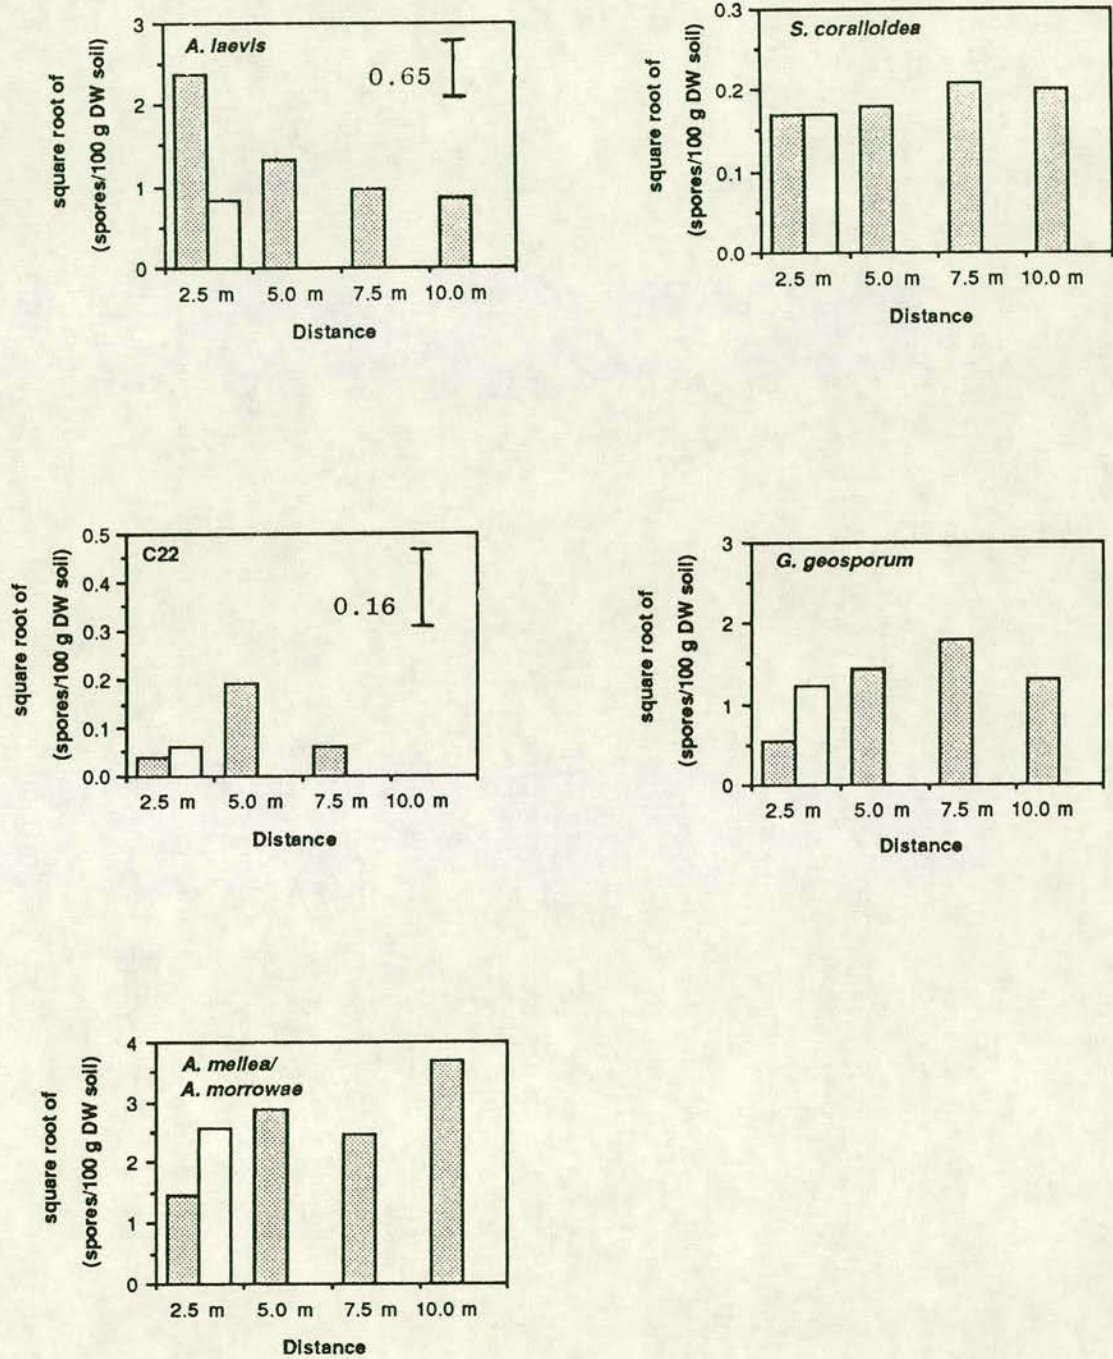 square root of
(spores/100 g DW soil)
3
2
1
0
A. laevis
0.65
2.5 m 5.0 m 7.5 m 10.0 m
Distance
square root of
(spores/100 g DW soil)
0.3
0.2
0.1
0.0
S. coralloidea
2.5 m 5.0 m 7.5 m 10.0 m
Distance
square root of
(spores/100 g DW soil)
0.5
0.4
0.3
0.2
0.1
0.0
C22
0.16
2.5 m 5.0 m 7.5 m 10.0 m
Distance
square root of
(spores/100 g DW soil)
3
2
1
0
G. geosporum
2.5 m 5.0 m 7.5 m 10.0 m
Distance
square root of
(spores/100 g DW soil)
4
3
2
1
0
A. mellea/
A. morrowae
2.5 m 5.0 m 7.5 m 10.0 m
Distance